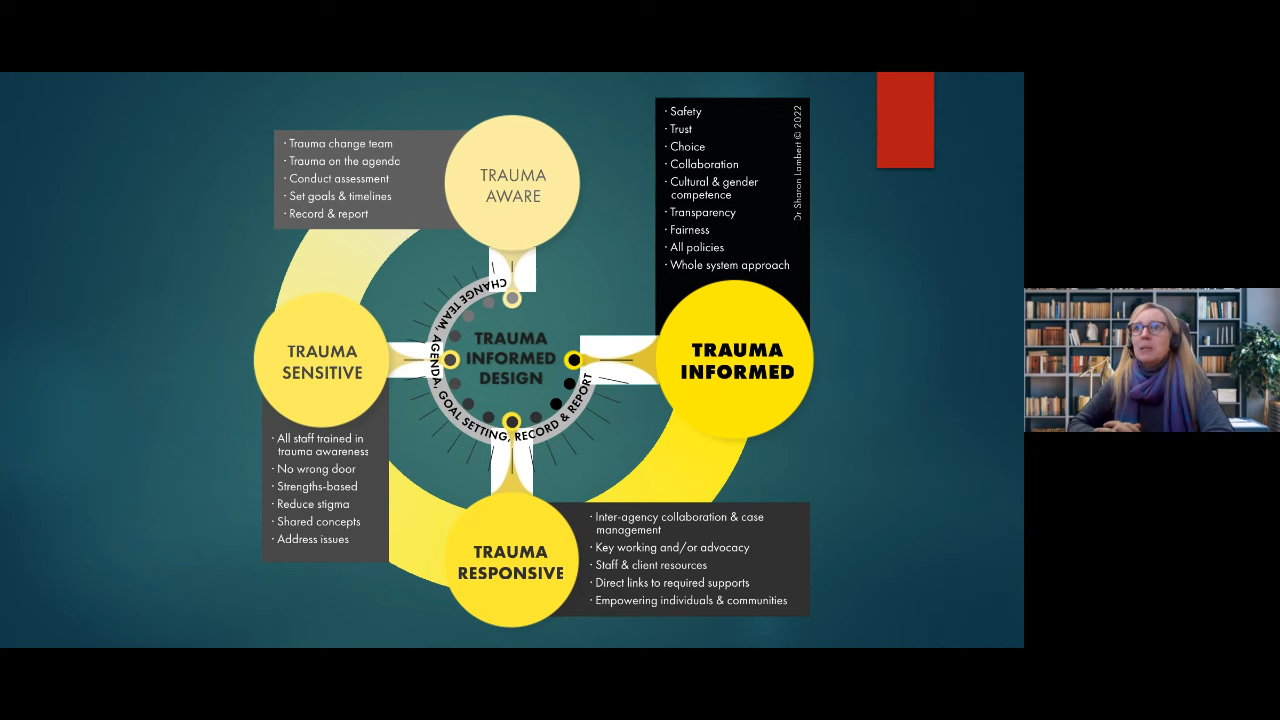 TRAUMA
AWARE
· Trauma change team
· Trauma on the agenda
· Conduct assessment
· Set goals & timelines
· Record & report
TRAUMA
SENSITIVE
· All staff trained in
trauma awareness
· No wrong door
· Strengths-based
· Reduce stigma
· Shared concepts
· Address issues
TRAUMA
RESPONSIVE
· Inter-agency collaboration & case
management
· Key working and/or advocacy
· Staff & client resources
· Direct links to required supports
· Empowering individuals & communities
TRAUMA
INFORMED
· Safety
· Trust
· Choice
· Collaboration
· Cultural & gender
competence
· Transparency
· Fairness
· All policies
· Whole system approach
Dr Sharon Lambert © 2022
TRAUMA
INFORMED
DESIGN
CHANGE TEAM, AGENDA, GOAL SETTING, RECORD & REPORT